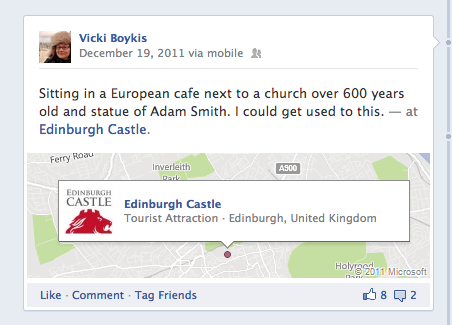 Vicki Boykis
December 19, 2011 via mobile
Sitting in a European cafe next to a church over 600 years
old and statue of Adam Smith. I could get used to this. — at
Edinburgh Castle.
Ferry Road
Inverleith
Park
A900
EDINBURGH
CASTLE
Edinburgh Castle
Tourist Attraction · Edinburgh, United Kingdom
Holyrood
© 2011 Microsoft
Like · Comment · Tag Friends 8 2